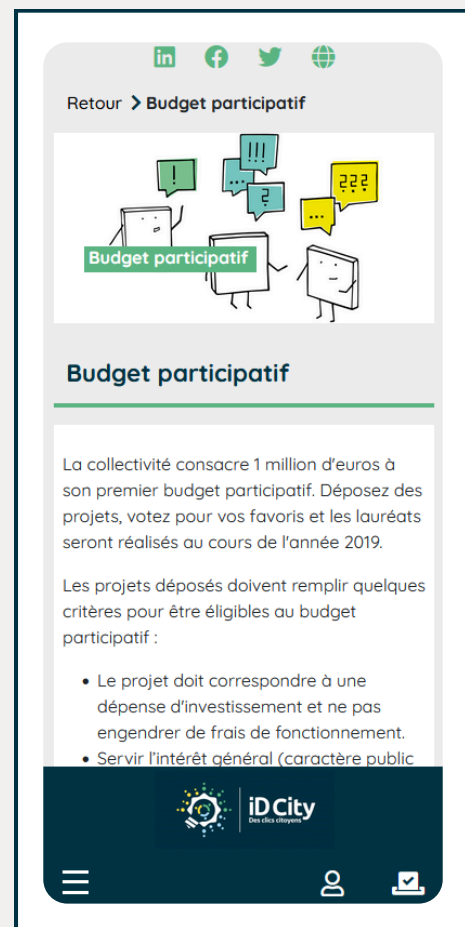 Retour > Budget participatif
!
!!!
...
?
???
...
Budget participatif
Budget participatif
La collectivité consacre 1 million d'euros à
son premier budget participatif. Déposez des
projets, votez pour vos favoris et les lauréats
seront réalisés au cours de l'année 2019.
Les projets déposés doivent remplir quelques
critères pour être éligibles au budget
participatif :
• Le projet doit correspondre à une
dépense d'investissement et ne pas
engendrer de frais de fonctionnement.
• Servir l'intérêt général (caractère public
iD City
Des clics citoyens